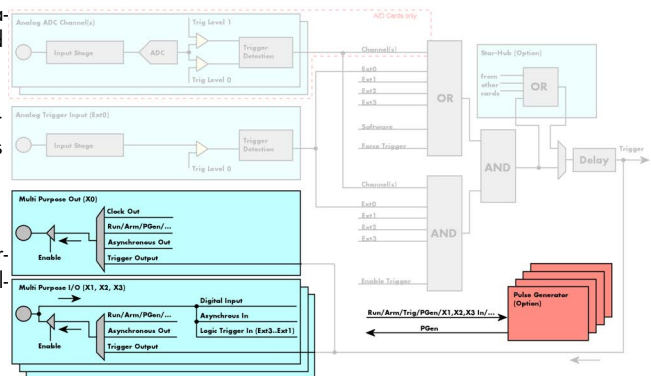 A/D Cards only
Analog ADC Channel(s)
Trig Level 1
Input Stage
ADC
Trigger
Detection
Trig Level 0
Channel(s)
Ext0
Ext1
Ext2
Ext3
Software
Force Trigger
OR
Star-Hub (Option)
from
other
cards
OR
Analog Trigger Input (Ext0)
Input Stage
Trigger
Detection
Trig Level 0
AND
Delay
Trigger
Channel(s)
Ext0
Ext1
Ext2
Ext3
Enable Trigger
AND
Multi Purpose Out (X0)
Clock Out
Run/Arm/PGen/...
Asynchronous Out
Trigger Output
Enable
Multi Purpose I/O (X1, X2, X3)
Digital Input
Asynchrous In
Logic Trigger In (Ext3..Ext1)
Run/Arm/PGen/...
Asynchronous Out
Trigger Output
Enable
Run/Arm/Trig/PGen/X1,X2,X3 In/...
PGen
Pulse Generator
(Option)